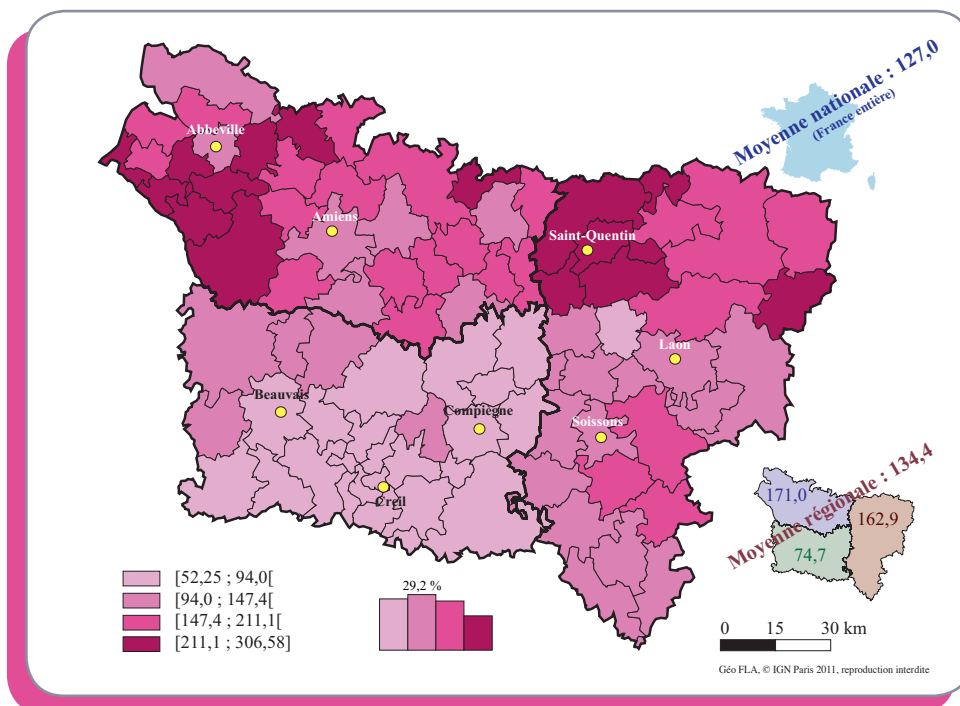 Moyenne nationale : 127,0
(France entière)
Abbeville
Amiens
Saint-Quentin
Laon
Beauvais
Compiègne
Soissons
Creil
Moyenne régionale : 134,4
171,0
162,9
74,7
[52,25 ; 94,0[
[94,0 ; 147,4[
[147,4 ; 211,1[
[211,1 ; 306,58]
29,2 %
0 15 30 km
Géo FLA, © IGN Paris 2011, reproduction interdite